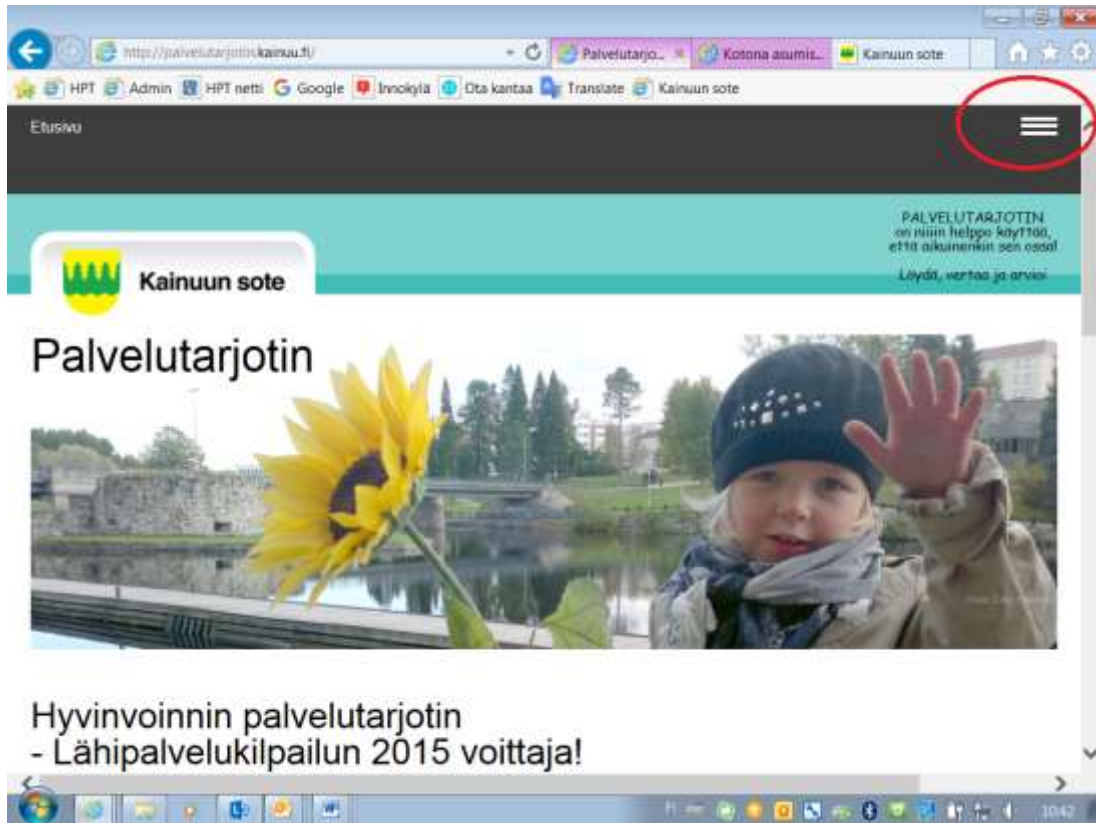 http://palvelutarjotin.kainuu.fi/
Palvelutarjo...
Kotona asumis...
Kainuun sote
HPT
Admin
HPT netti
Google
Innokylä
Ota kantaa
Translate
Kainuun sote
Etusivu
PALVELUTARJOTIN
on niiin helppo käyttää,
että aikuinenkin sen osaa!
Löydä, vertaa ja arvioi
Kainuun sote
Palvelutarjotin
Hyvinvoinnin palvelutarjotin
- Lähipalvelukilpailun 2015 voittaja!
10:42